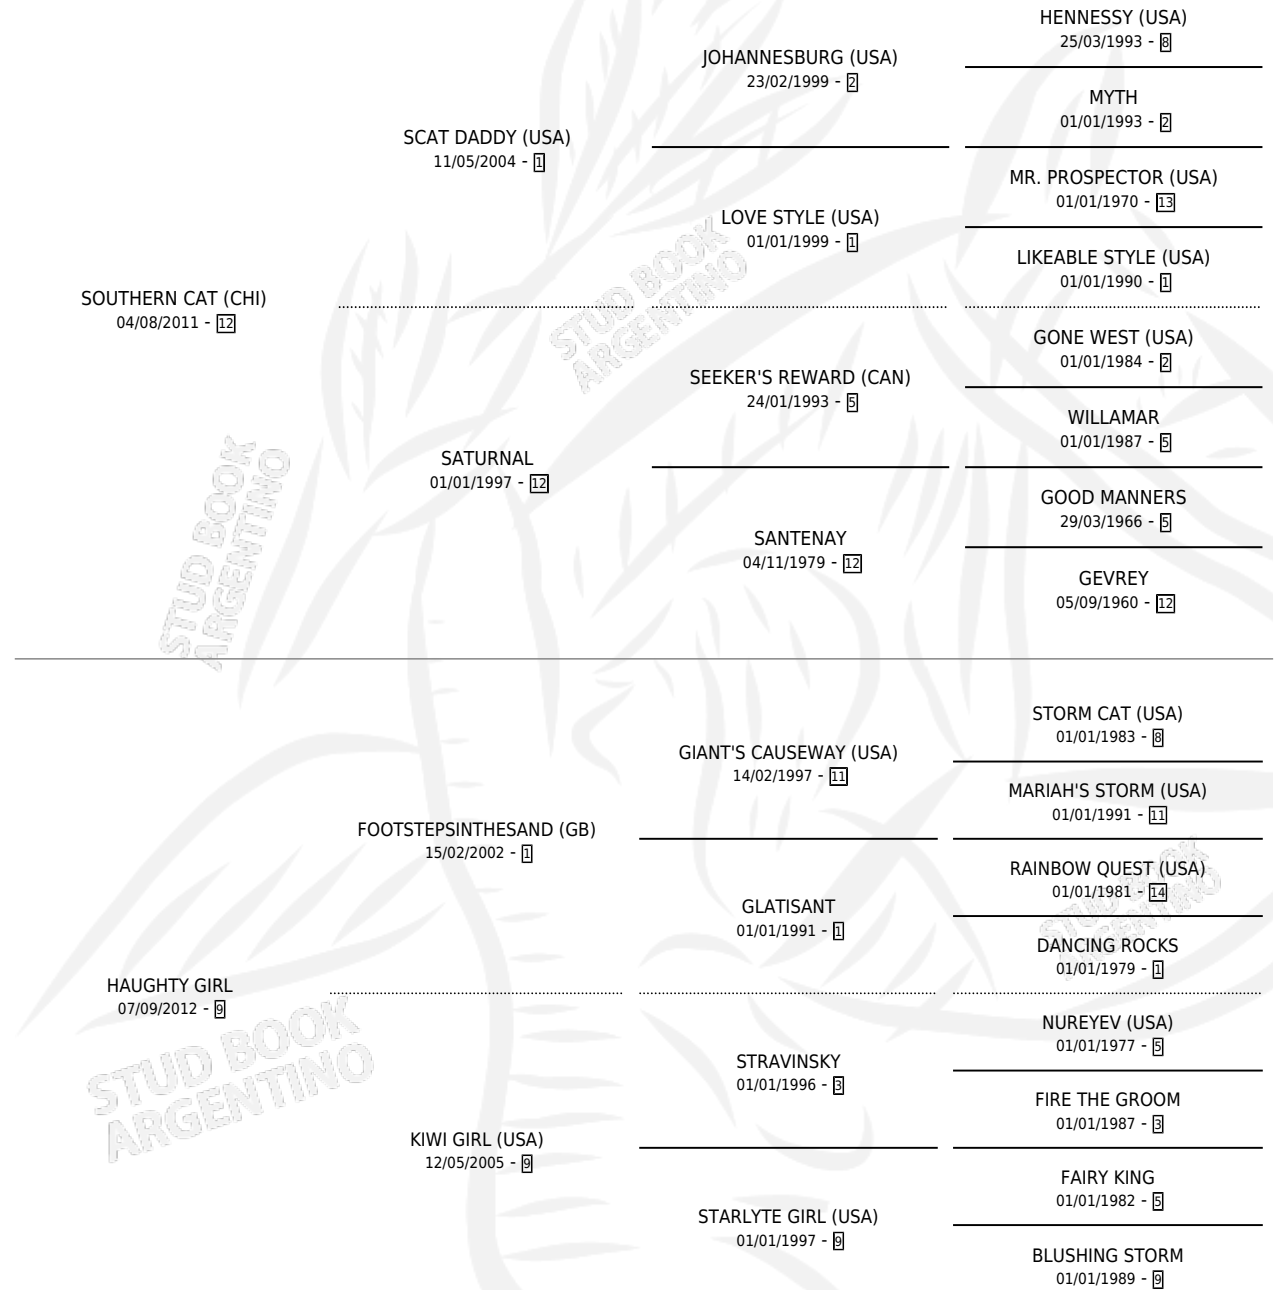 HENNESSY (USA)
25/03/1993 - 8
JOHANNESBURG (USA)
23/02/1999 - 2
MYTH
01/01/1993 - 2
SCAT DADDY (USA)
11/05/2004 - 1
MR. PROSPECTOR (USA)
01/01/1970 - 13
LOVE STYLE (USA)
01/01/1999 - 1
LIKEABLE STYLE (USA)
01/01/1990 - 1
SOUTHERN CAT (CHI)
04/08/2011 - 12
STUD BOOK
ARGENTINO
GONE WEST (USA)
01/01/1984 - 2
SEEKER'S REWARD (CAN)
24/01/1993 - 5
WILLAMAR
01/01/1987 - 5
SATURNAL
01/01/1997 - 12
GOOD MANNERS
29/03/1966 - 5
SANTENAY
04/11/1979 - 12
GEVREY
05/09/1960 - 12
STUD BOOK
ARGENTINO
STORM CAT (USA)
01/01/1983 - 8
GIANT'S CAUSEWAY (USA)
14/02/1997 - 11
MARIAH'S STORM (USA)
01/01/1991 - 11
FOOTSTEPSINTHESAND (GB)
15/02/2002 - 1
RAINBOW QUEST (USA)
01/01/1981 - 14
GLATISANT
01/01/1991 - 1
STUD BOOK
ARGENTINO
DANCING ROCKS
01/01/1979 - 1
HAUGHTY GIRL
07/09/2012 - 9
NUREYEV (USA)
01/01/1977 - 5
STRAVINSKY
01/01/1996 - 3
STUD BOOK
ARGENTINO
FIRE THE GROOM
01/01/1987 - 3
KIWI GIRL (USA)
12/05/2005 - 9
FAIRY KING
01/01/1982 - 5
STARLYTE GIRL (USA)
01/01/1997 - 9
BLUSHING STORM
01/01/1989 - 9